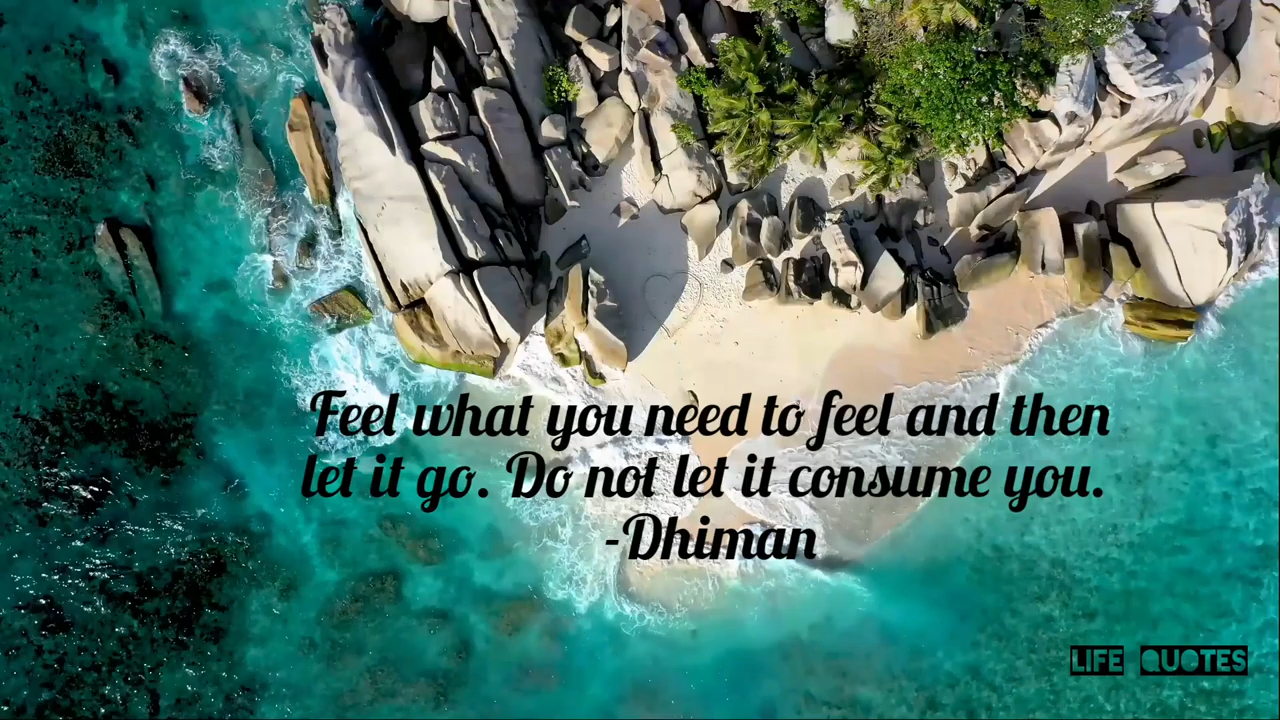 Feel what you need to feel and then
let it go. Do not let it consume you.
-Dhiman
LIFE QUOTES